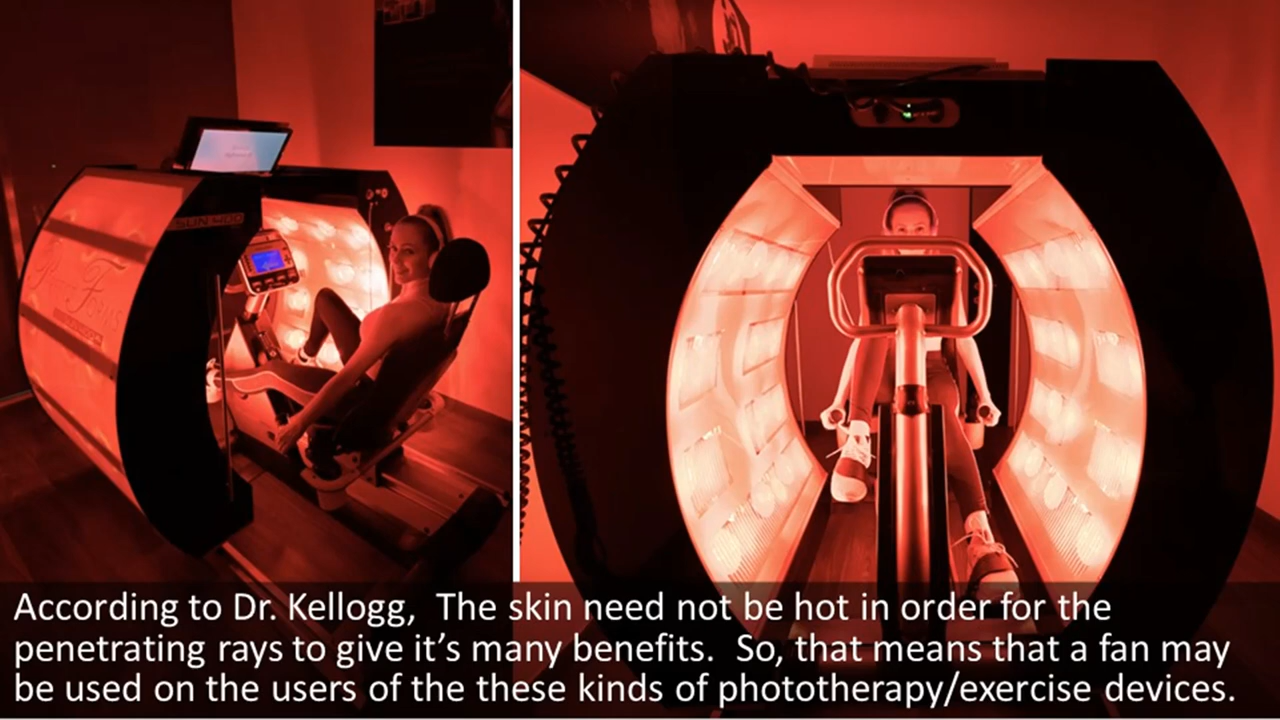 SUN 400
According to Dr. Kellogg,  The skin need not be hot in order for the
penetrating rays to give it's many benefits.  So, that means that a fan may
be used on the users of the these kinds of phototherapy/exercise devices.